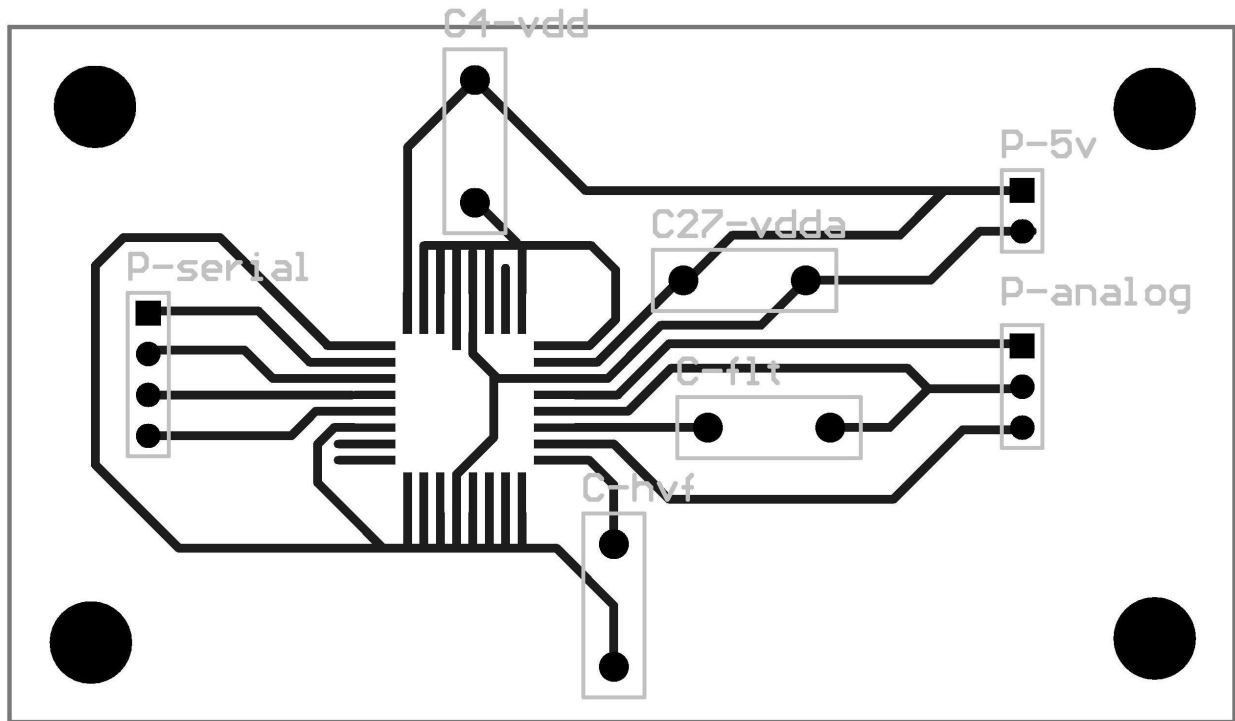 C4-vdd
P-5v
C27-vdda
P-serial
P-analog
C-flt
C-hvf